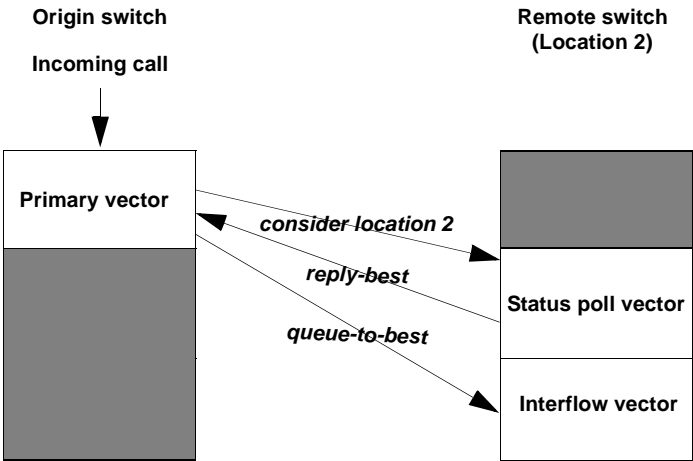 Origin switch
Remote switch
(Location 2)
Incoming call
Primary vector
consider location 2
reply-best
Status poll vector
queue-to-best
Interflow vector